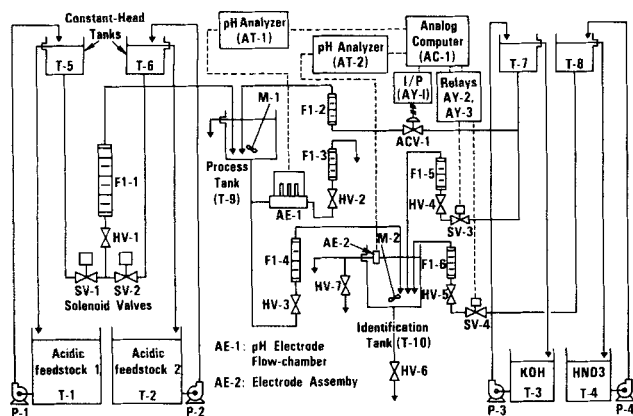 Constant-Head
Tanks
T-5
T-6
pH Analyzer
(AT-1)
pH Analyzer
(AT-2)
Analog
Computer
(AC-1)
I/P
(AY-I)
Relays
AY-2,
AY-3
T-7
T-8
M-1
F1-2
ACV-1
F1-1
Process
Tank
(T-9)
F1-3
F1-5
HV-1
AE-1
HV-2
HV-4
SV-3
AE-2
M-2
F1-4
F1-6
SV-1
SV-2
Solenoid Valves
HV-3
HV-7
HV-5
SV-4
Identification
Tank (T-10)
Acidic
feedstock 1
T-1
Acidic
feedstock 2
T-2
AE-1: pH Electrode
Flow-chamber
AE-2: Electrode Assemby
HV-6
KOH
T-3
HNO3
T-4
P-1
P-2
P-3
P-4